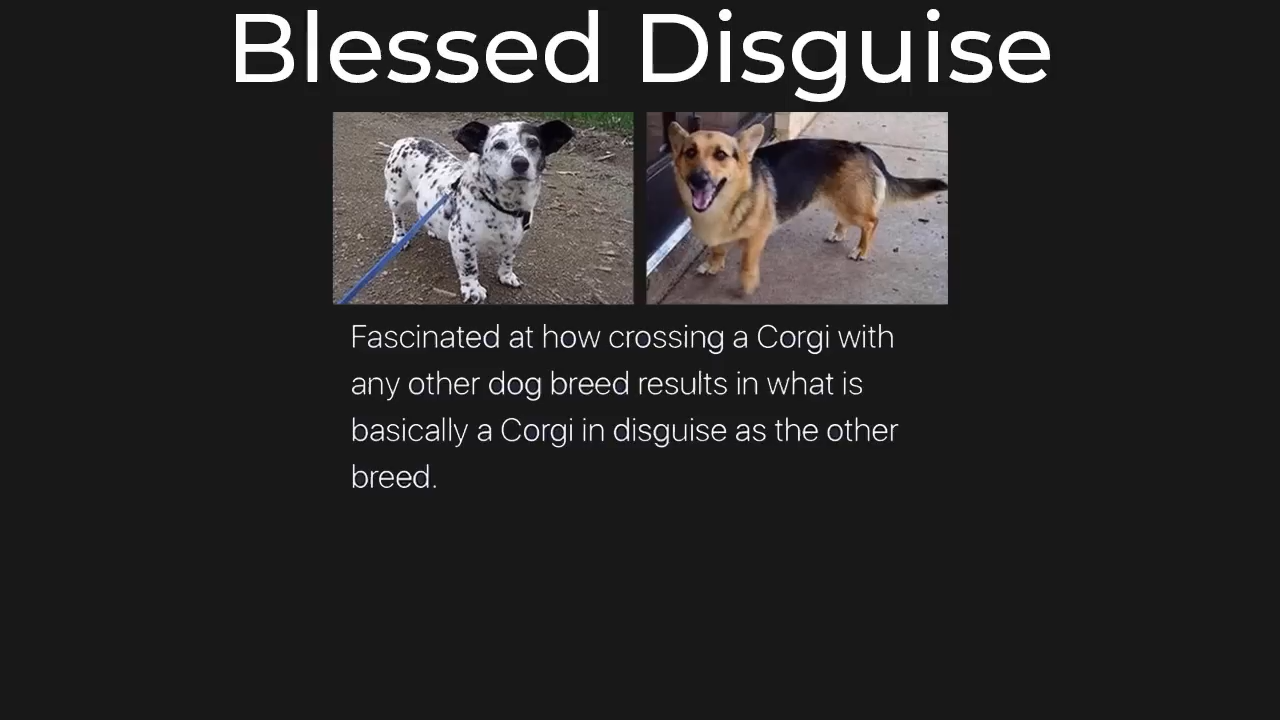 Blessed Disguise
Fascinated at how crossing a Corgi with
any other dog breed results in what is
basically a Corgi in disguise as the other
breed.